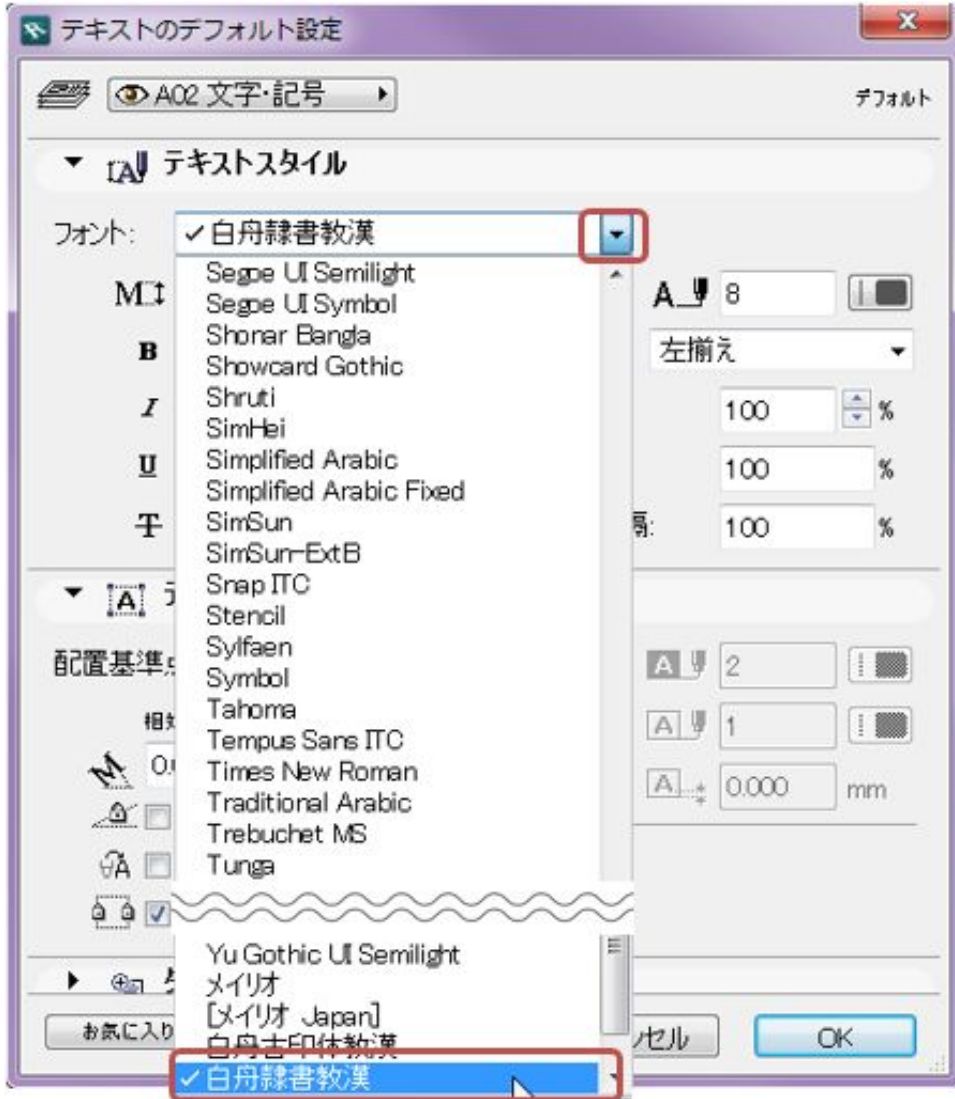 テキストのデフォルト設定
A02 文字・記号
デフォルト
テキストスタイル
フォント: ✓白舟隷書教漢
Segoe UI Semilight
Segoe UI Symbol
Shonar Bangla
Showcard Gothic
Shruti
SimHei
Simplified Arabic
Simplified Arabic Fixed
SimSun
SimSun-ExtB
Snap ITC
Stencil
Sylfaen
Symbol
Tahoma
Tempus Sans ITC
Times New Roman
Traditional Arabic
Trebuchet MS
Tunga
Yu Gothic UI Semilight
メイリオ
[メイリオ Japan]
白舟古印体教漢
✓白舟隷書教漢
M
B
I
U
T
A 8
左揃え
100 %
100 %
隔: 100 %
A
配置基準
A 2
A 1
A 0.000 mm
M
A
お気に入り
ンセル
OK